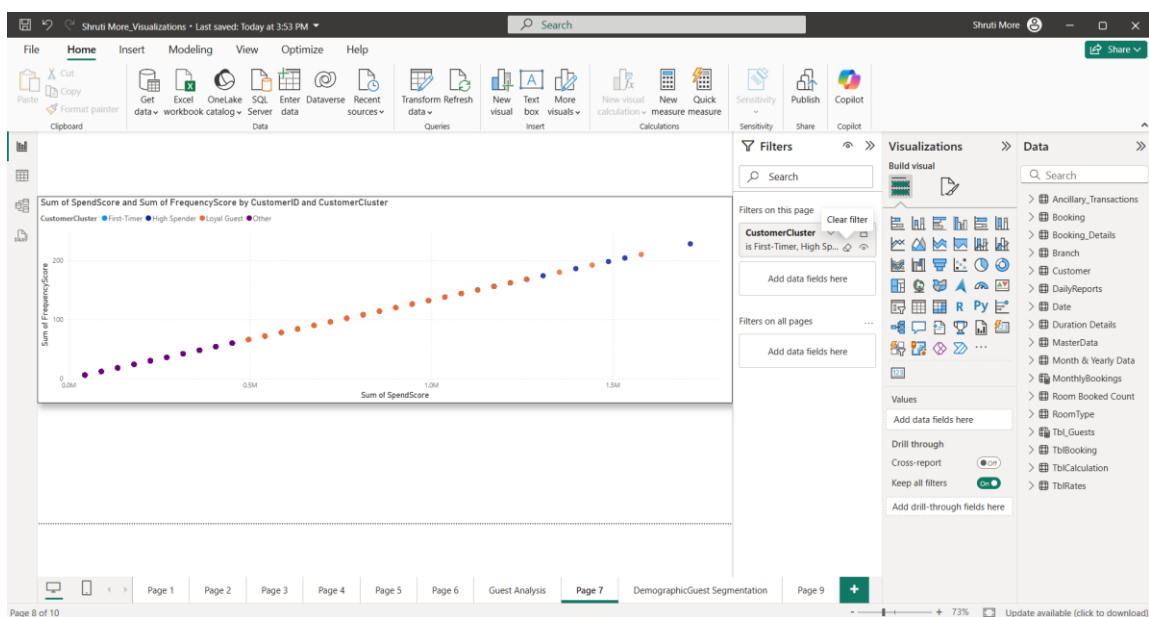 Shruti More_Visualizations • Last saved: Today at 3:53 PM
Search
Shruti More
File Home Insert Modeling View Optimize Help
Share
Paste
Cut
Copy
Format painter
Clipboard
Get data
Excel workbook
OneLake catalog
SQL Server
Enter data
Dataverse
Recent sources
Data
Transform data
Refresh
Queries
New visual
Text box
More visuals
Insert
New visual calculation
New measure
Quick measure
Calculations
Sensitivity
Sensitivity
Publish
Share
Copilot
Copilot
Sum of SpendScore and Sum of FrequencyScore by CustomerID and CustomerCluster
CustomerCluster First-Timer High Spender Loyal Guest Other
Sum of FrequencyScore
200
100
0
0.0M 0.5M 1.0M 1.5M
Sum of SpendScore
Filters
Search
Filters on this page
Clear filter
CustomerCluster
is First-Timer, High Sp...
Add data fields here
Filters on all pages ...
Add data fields here
Visualizations
Build visual
R Py
123
Values
Add data fields here
Drill through
Cross-report Off
Keep all filters On
Add drill-through fields here
Data
Search
Ancillary_Transactions
Booking
Booking_Details
Branch
Customer
DailyReports
Date
Duration Details
MasterData
Month & Yearly Data
MonthlyBookings
Room Booked Count
RoomType
Tbl_Guests
TblBooking
TblCalculation
TblRates
Page 1 Page 2 Page 3 Page 4 Page 5 Page 6 Guest Analysis Page 7 DemographicGuest Segmentation Page 9 +
Page 8 of 10
- + 73% Update available (click to download)